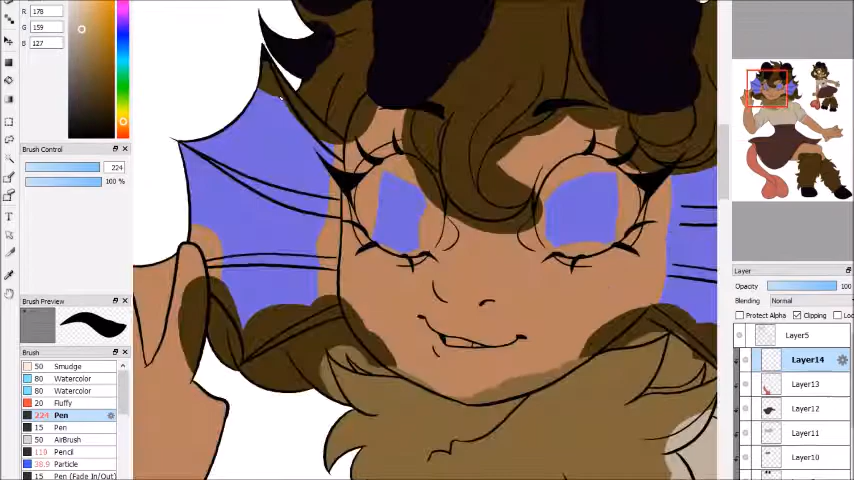 R 178
G 159
B 127
Brush Control
224
100 %
Brush Preview
Brush
50 Smudge
80 Watercolor
80 Watercolor
20 Fluffy
224 Pen
15 Pen
50 AirBrush
119 Pencil
38.9 Particle
15 Pen (Fade In/Out)
Layer
Opacity 100
Blending Normal
Protect Alpha Clipping Loc
Layer5
Layer14
Layer13
Layer12
Layer11
Layer10